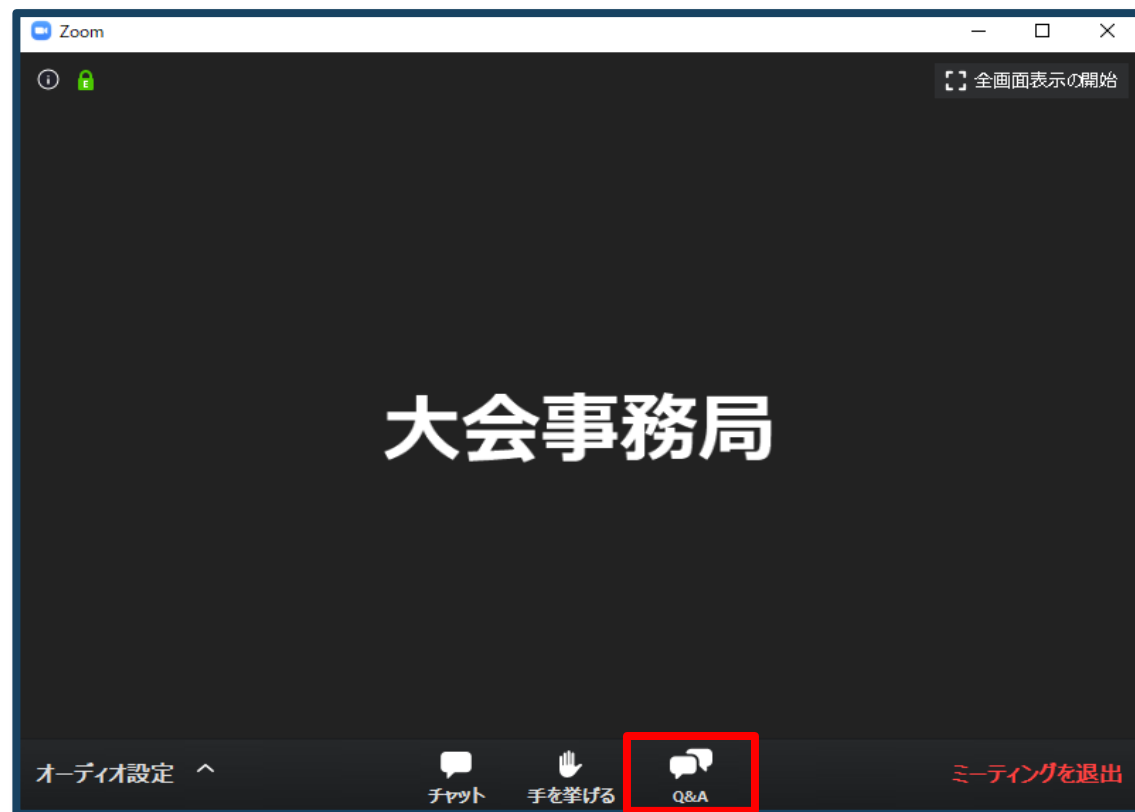 Zoom
全画面表示の開始
大会事務局
オーディオ設定
チャット
手を挙げる
Q&A
ミーティングを退出